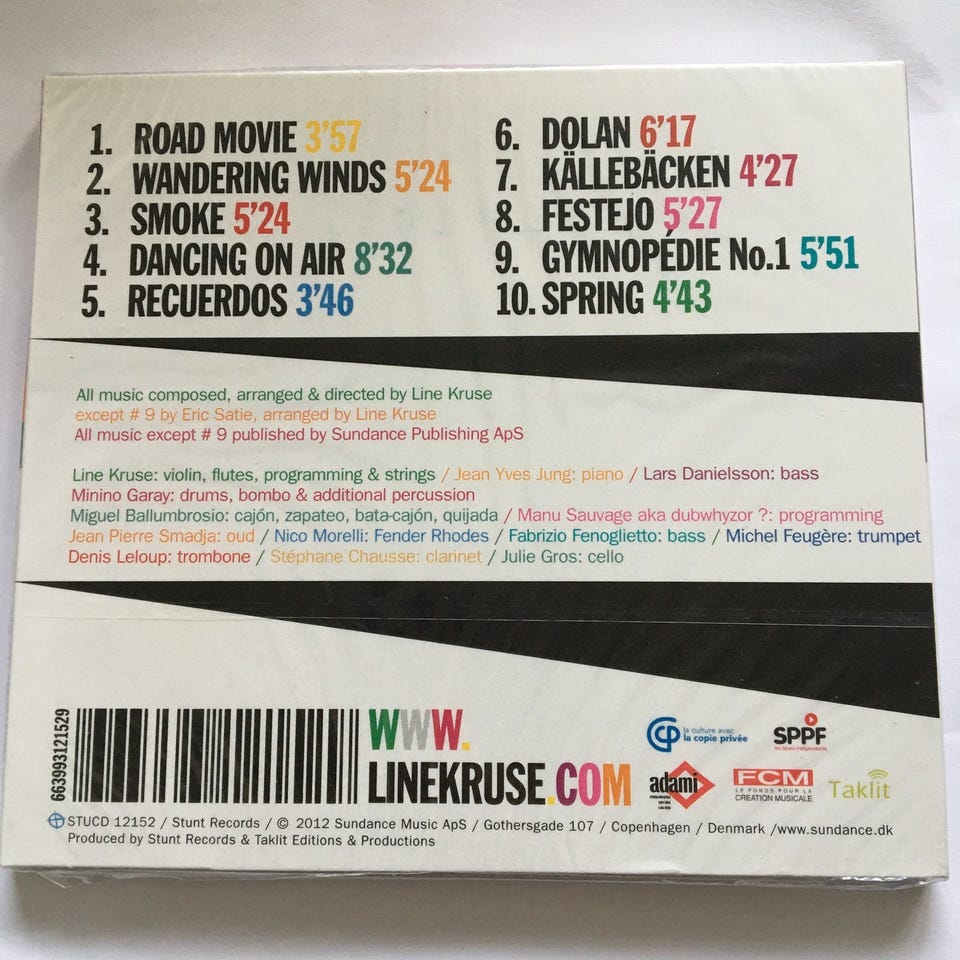 1. ROAD MOVIE 3'57
2. WANDERING WINDS 5'24
3. SMOKE 5'24
4. DANCING ON AIR 8'32
5. RECUERDOS 3'46
6. DOLAN 6'17
7. KÄLLEBÄCKEN 4'27
8. FESTEJO 5'27
9. GYMNOPÉDIE No.1 5'51
10. SPRING 4'43
All music composed, arranged & directed by Line Kruse
except # 9 by Eric Satie, arranged by Line Kruse
All music except # 9 published by Sundance Publishing ApS
Line Kruse: violin, flutes, programming & strings / Jean Yves Jung: piano / Lars Danielsson: bass
Minino Garay: drums, bombo & additional percussion
Miguel Ballumbrosio: cajón, zapateo, bata-cajón, quijada / Manu Sauvage aka dubwhyzor ?: programming
Jean Pierre Smadja: oud / Nico Morelli: Fender Rhodes / Fabrizio Fenoglietto: bass / Michel Feugère: trumpet
Denis Leloup: trombone / Stéphane Chausse: clarinet / Julie Gros: cello
663993121529
WWW.
LINEKRUSE.COM
la culture avec
la copie privée
SPPF
les labels indépendants
adami
FCM
LE FONDS POUR LA
CREATION MUSICALE
Taklit
STUCD 12152 / Stunt Records / © 2012 Sundance Music ApS / Gothersgade 107 / Copenhagen / Denmark /www.sundance.dk
Produced by Stunt Records & Taklit Editions & Productions